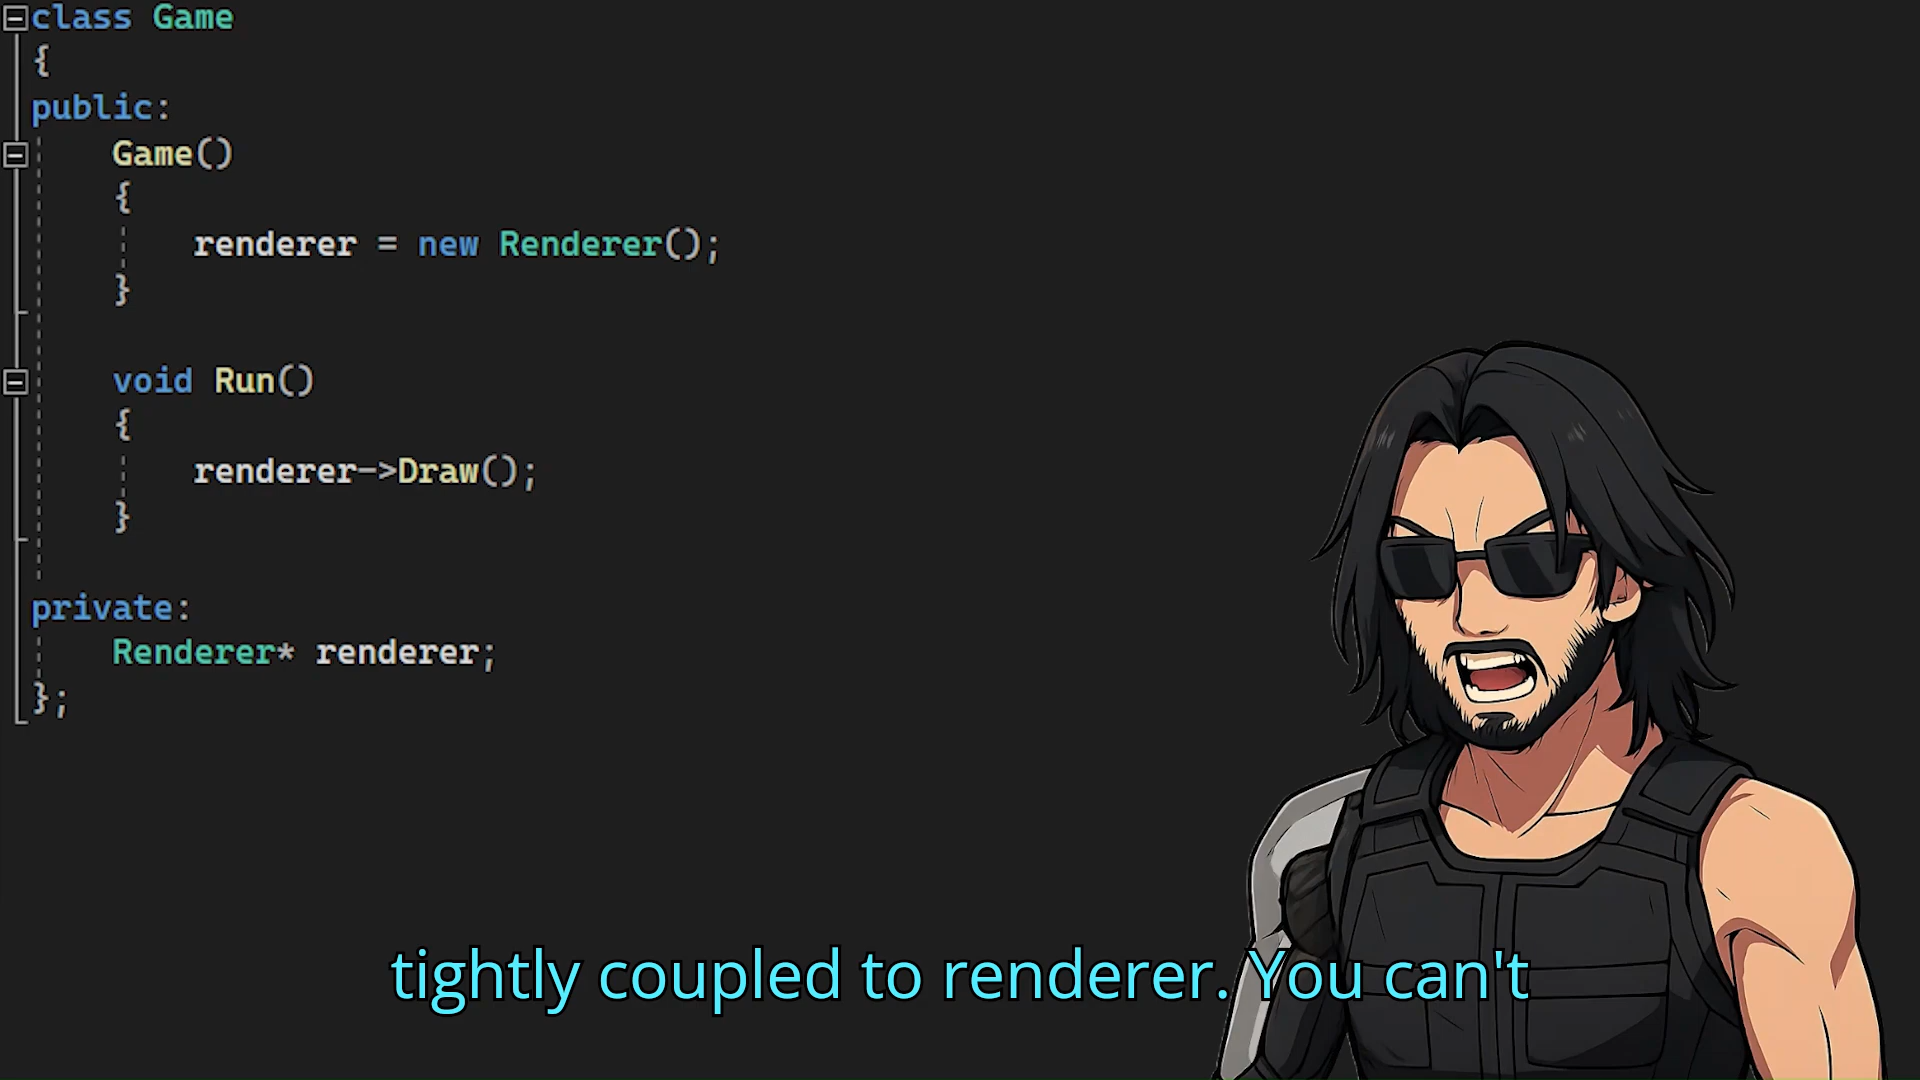 class Game
{
public:
    Game()
    {
        renderer = new Renderer();
    }

    void Run()
    {
        renderer->Draw();
    }

private:
    Renderer* renderer;
};
tightly coupled to renderer. You can't